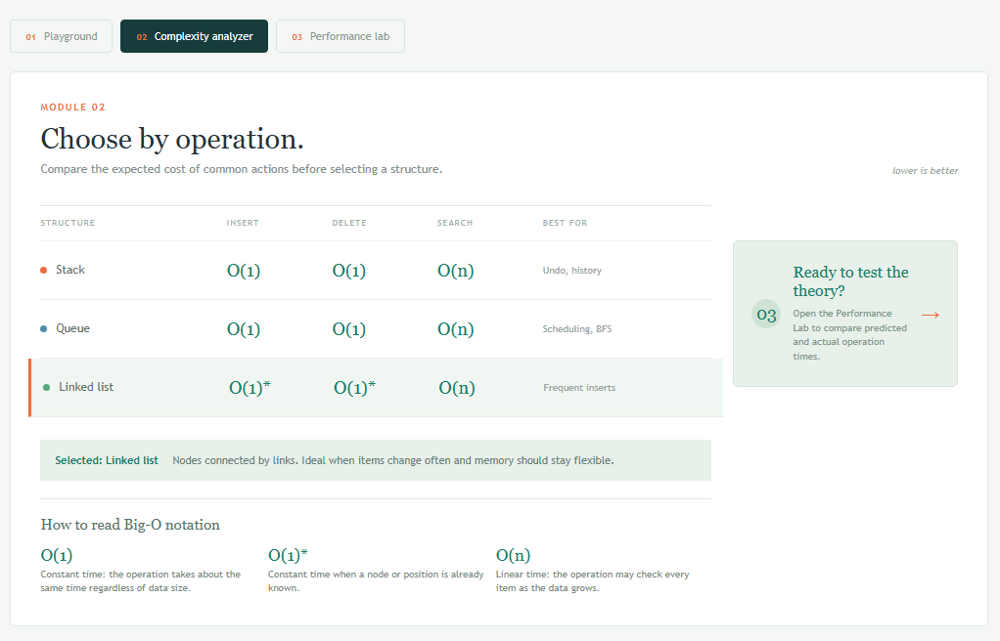 01 Playground
02 Complexity analyzer
03 Performance lab
MODULE 02
Choose by operation.
Compare the expected cost of common actions before selecting a structure.
lower is better
STRUCTURE INSERT DELETE SEARCH BEST FOR
Stack O(1) O(1) O(n) Undo, history
Queue O(1) O(1) O(n) Scheduling, BFS
Linked list O(1)* O(1)* O(n) Frequent inserts
Selected: Linked list Nodes connected by links. Ideal when items change often and memory should stay flexible.
03
Ready to test the
theory?
Open the Performance
Lab to compare predicted
and actual operation
times.
→
How to read Big-O notation
O(1)
Constant time: the operation takes about the
same time regardless of data size.
O(1)*
Constant time when a node or position is already
known.
O(n)
Linear time: the operation may check every
item as the data grows.